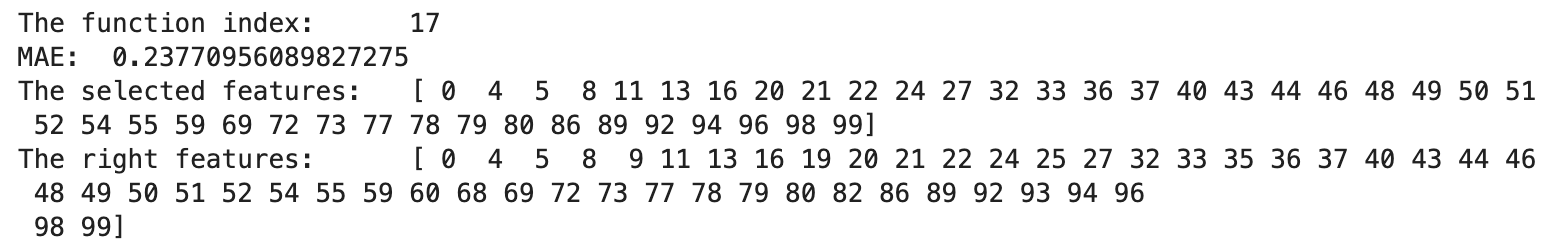 The function index:      17
MAE:  0.23770956089827275
The selected features:   [ 0  4  5  8 11 13 16 20 21 22 24 27 32 33 36 37 40 43 44 46 48 49 50 51
 52 54 55 59 69 72 73 77 78 79 80 86 89 92 94 96 98 99]
The right features:      [ 0  4  5  8  9 11 13 16 19 20 21 22 24 25 27 32 33 35 36 37 40 43 44 46
 48 49 50 51 52 54 55 59 60 68 69 72 73 77 78 79 80 82 86 89 92 93 94 96
 98 99]